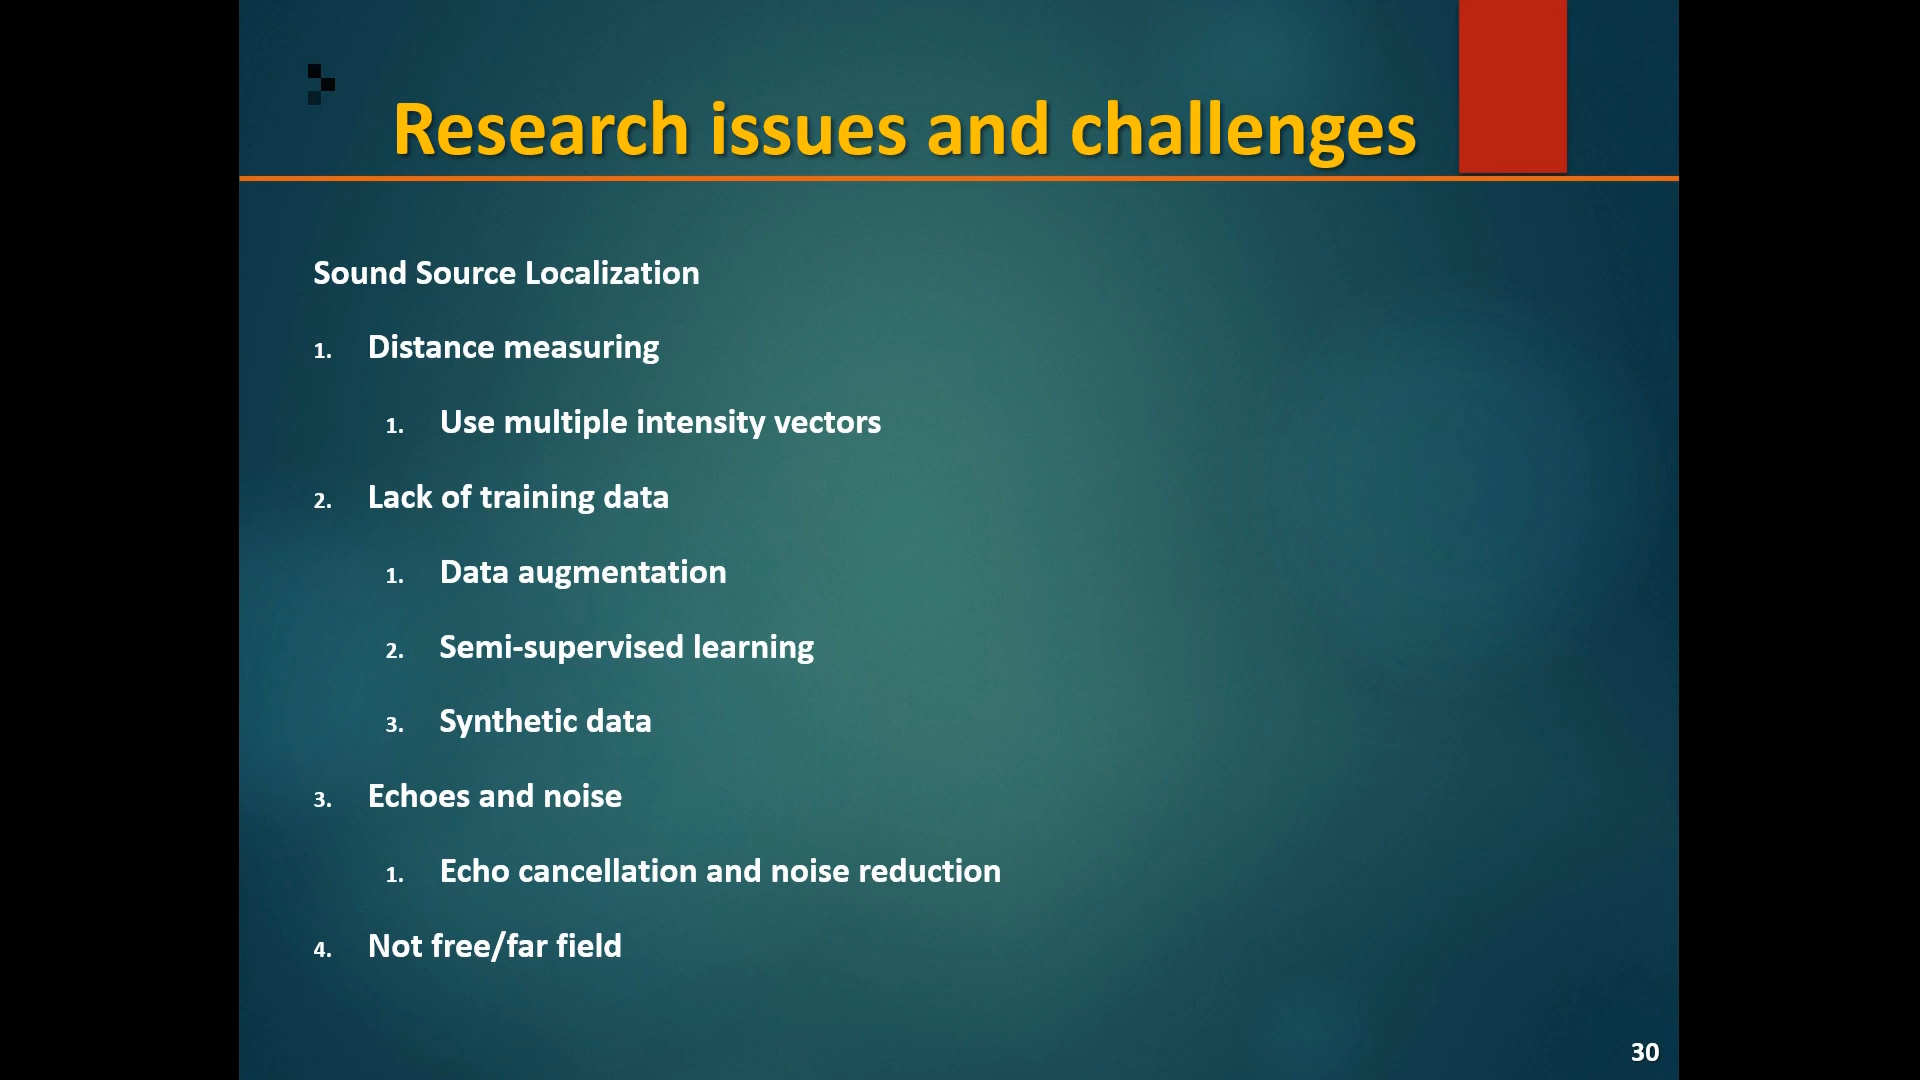 Research issues and challenges
Sound Source Localization
1. Distance measuring
1. Use multiple intensity vectors
2. Lack of training data
1. Data augmentation
2. Semi-supervised learning
3. Synthetic data
3. Echoes and noise
1. Echo cancellation and noise reduction
4. Not free/far field
30